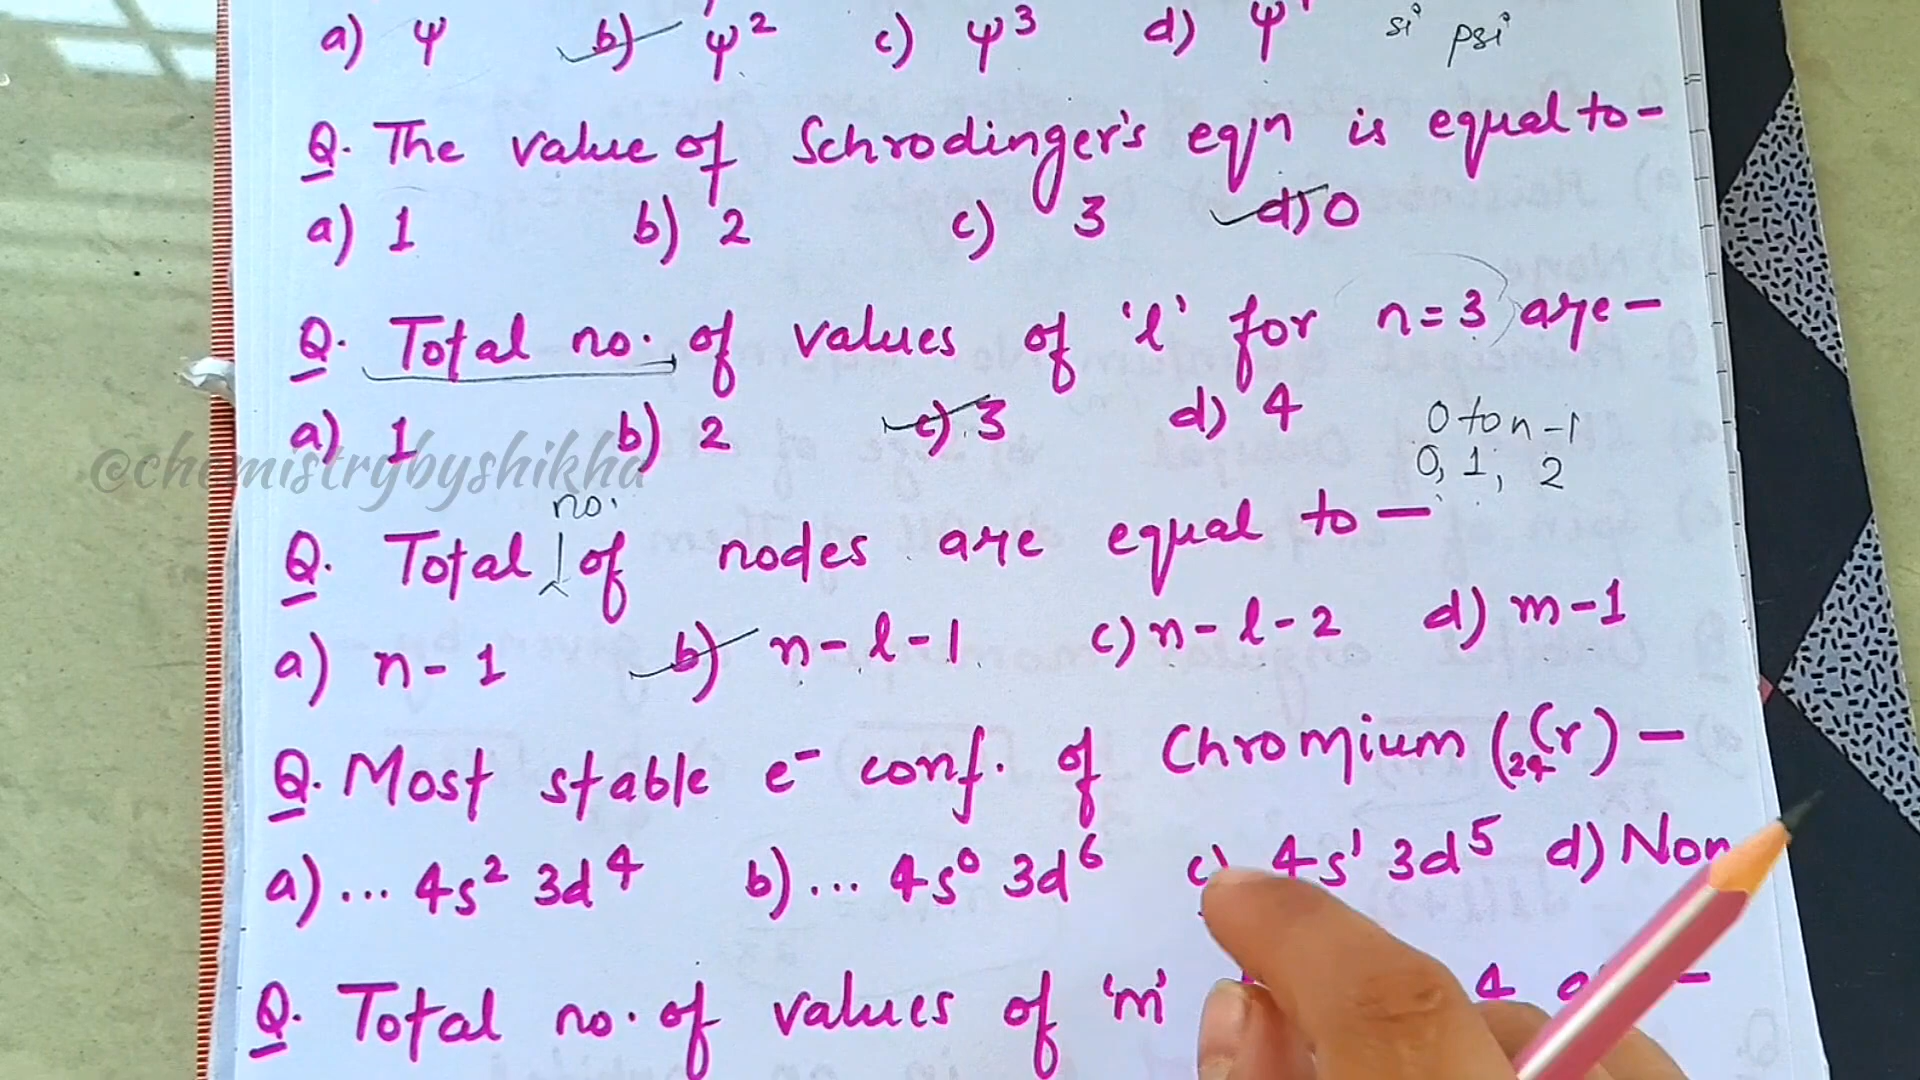 a) ψ b) ψ² c) ψ³ d) ψ si psi
Q. The value of Schrodinger's eqn is equal to-
a) 1 b) 2 c) 3 d) 0
Q. Total no. of values of 'l' for n=3 are-
a) 1 b) 2 c) 3 d) 4
0 to n-1
0, 1, 2
@chemistrybyshikha
no.
Q. Total of nodes are equal to-
a) n-1 b) n-l-1 c) n-l-2 d) m-1
Q. Most stable e⁻ conf. of Chromium (₂₄Cr)-
a) ... 4s² 3d⁴ b) ... 4s⁰ 3d⁶ c) 4s¹ 3d⁵ d) Non
Q. Total no. of values of 'm' 4